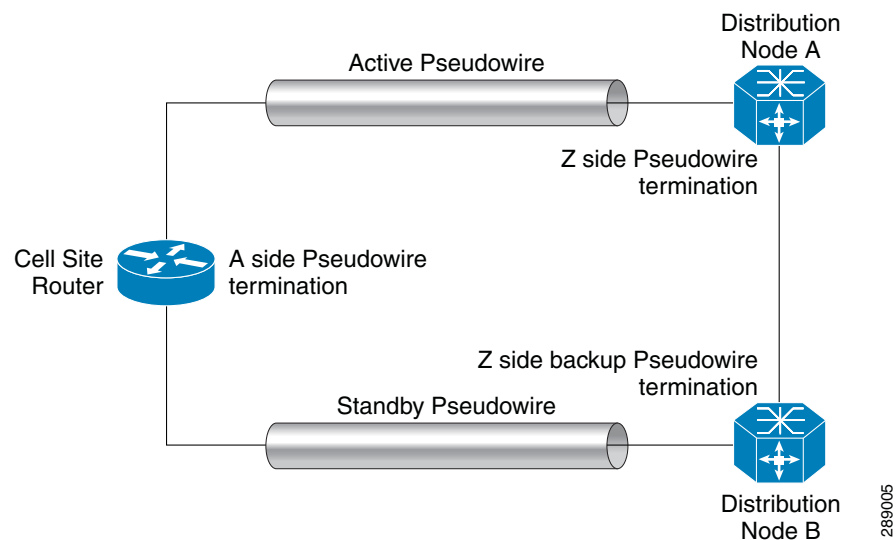 Distribution
Node A
Active Pseudowire
Z side Pseudowire
termination
Cell Site
Router
A side Pseudowire
termination
Z side backup Pseudowire
termination
Standby Pseudowire
Distribution
Node B
289005